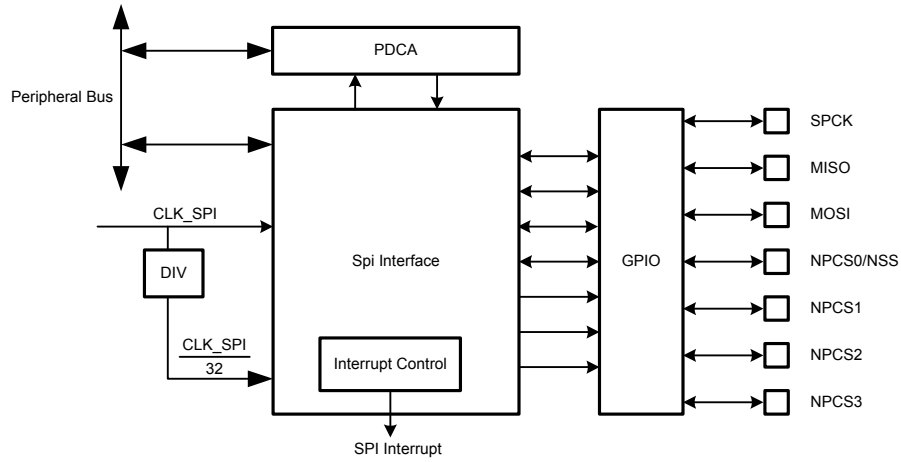 PDCA
Peripheral Bus
SPCK
MISO
CLK_SPI
MOSI
Spi Interface
GPIO
NPCS0/NSS
DIV
NPCS1
CLK_SPI
32
Interrupt Control
NPCS2
NPCS3
SPI Interrupt